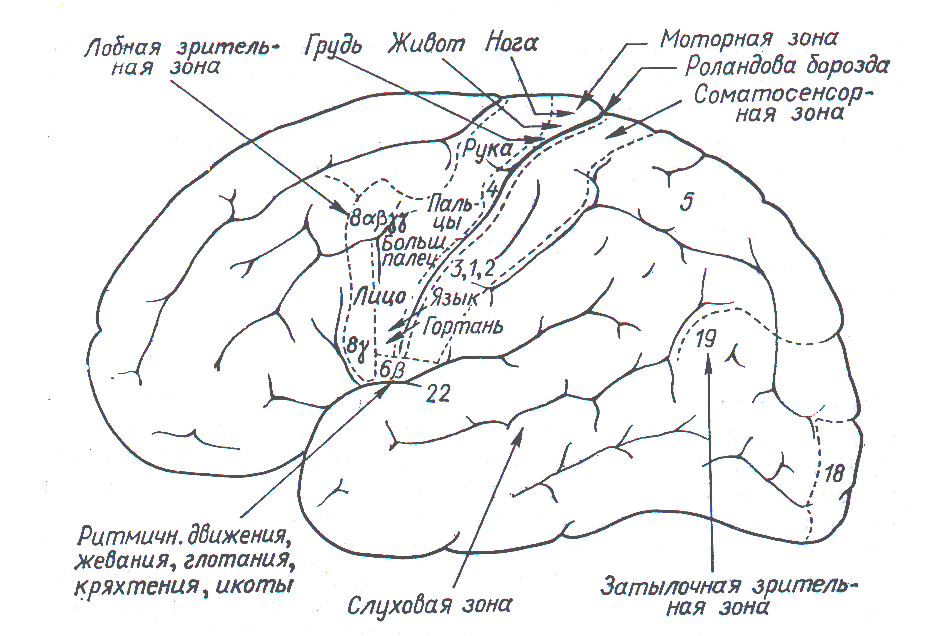 Лобная зритель-
ная зона
Грудь
Живот
Нога
Моторная зона
Роландова борозда
Соматосенсор-
ная зона
Рука
4
5
Паль-
цы
8αβγγ
Больш
палец
3,1,2
Лицо
Язык
Гортань
19
8γ
6β
22
18
Ритмичн. движения,
жевания, глотания,
кряхтения, икоты
Слуховая зона
Затылочная зритель-
ная зона